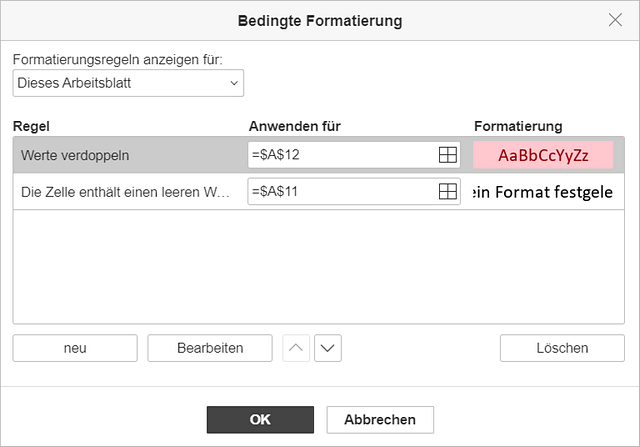 Bedingte Formatierung
Formatierungsregeln anzeigen für:
Dieses Arbeitsblatt
Regel Anwenden für Formatierung
Werte verdoppeln =$A$12 AaBbCcYyZz
Die Zelle enthält einen leeren W... =$A$11 ein Format festgele
neu Bearbeiten Löschen
OK Abbrechen